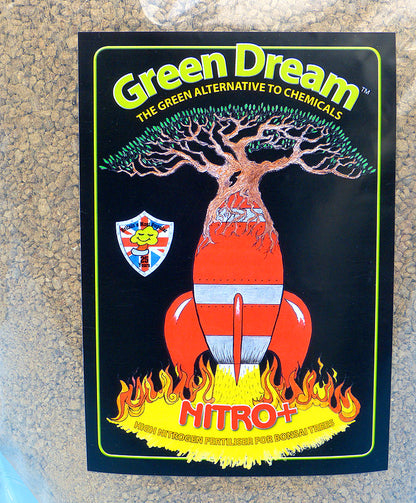 Green Dream™
THE GREEN ALTERNATIVE TO CHEMICALS
NITRO+
HIGH NITROGEN FERTILISER FOR BONSAI TREES